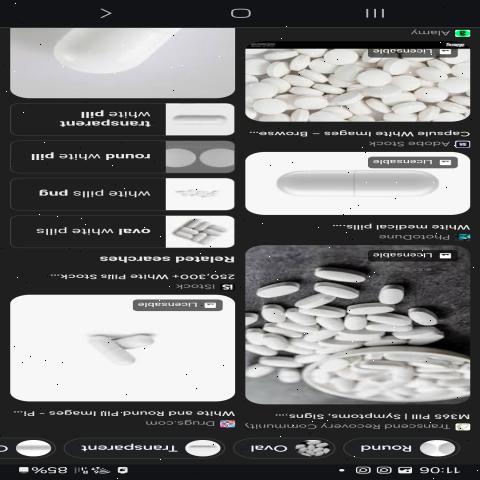 11:06
85%
Round
Oval
Transparent
C
Transcend Recovery Community
M365 Pill | Symptoms, Signs,...
Licensable
PhotoDune
White medical pills...
Licensable
Adobe Stock
Capsule White Images – Browse...
Licensable
Alamy
Drugs.com
White and Round Pill Images - Pi...
Licensable
iStock
250,300+ White Pills Stock...
Related searches
oval white pills
white pills png
round white pill
transparent
white pill